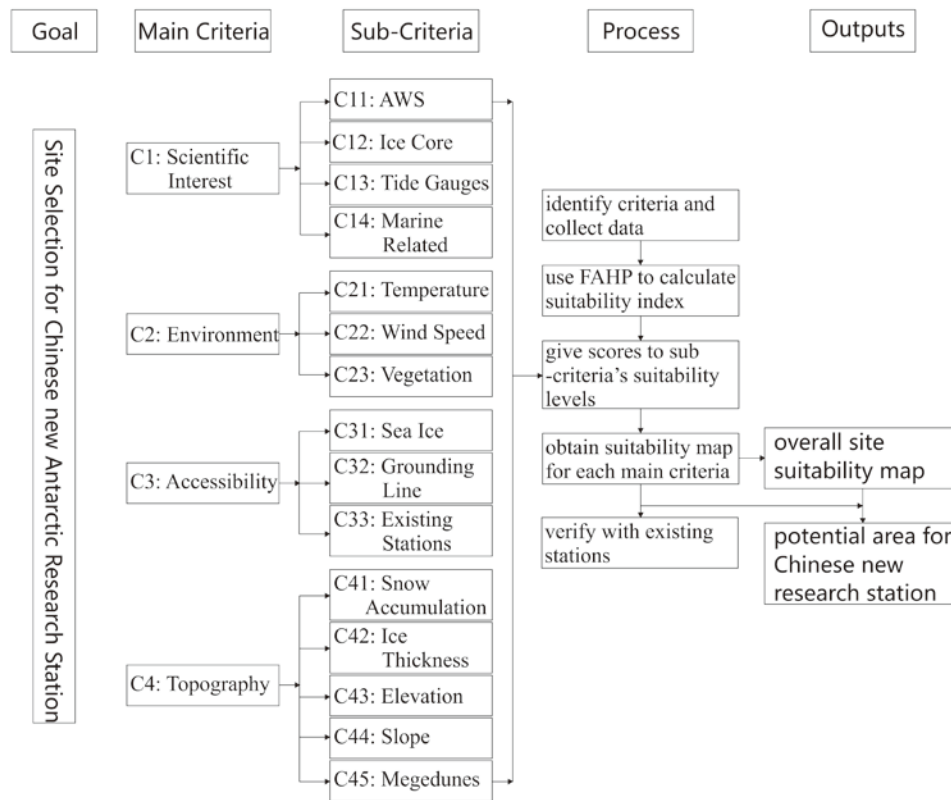 Goal
Main Criteria
Sub-Criteria
Process
Outputs
Site Selection for Chinese new Antarctic Research Station
C1: Scientific
Interest
C2: Environment
C3: Accessibility
C4: Topography
C11: AWS
C12: Ice Core
C13: Tide Gauges
C14: Marine
Related
C21: Temperature
C22: Wind Speed
C23: Vegetation
C31: Sea Ice
C32: Grounding
Line
C33: Existing
Stations
C41: Snow
Accumulation
C42: Ice
Thickness
C43: Elevation
C44: Slope
C45: Megedunes
identify criteria and
collect data
use FAHP to calculate
suitability index
give scores to sub
-criteria's suitability
levels
obtain suitability map
for each main criteria
verify with existing
stations
overall site
suitability map
potential area for
Chinese new
research station